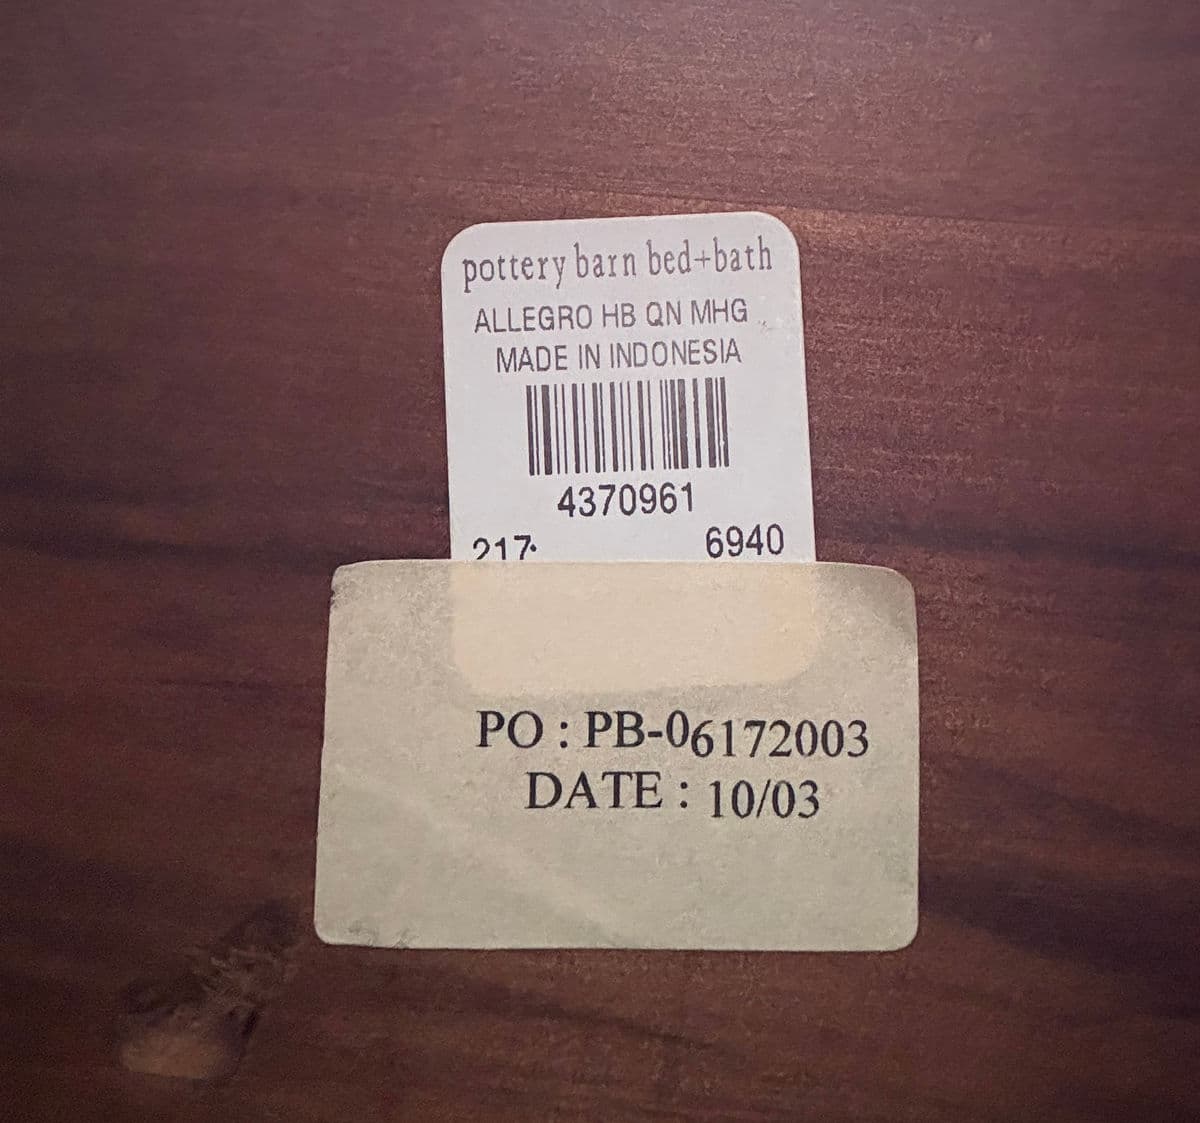 pottery barn bed+bath
ALLEGRO HB QN MHG
MADE IN INDONESIA
4370961
217 6940
PO : PB-06172003
DATE : 10/03